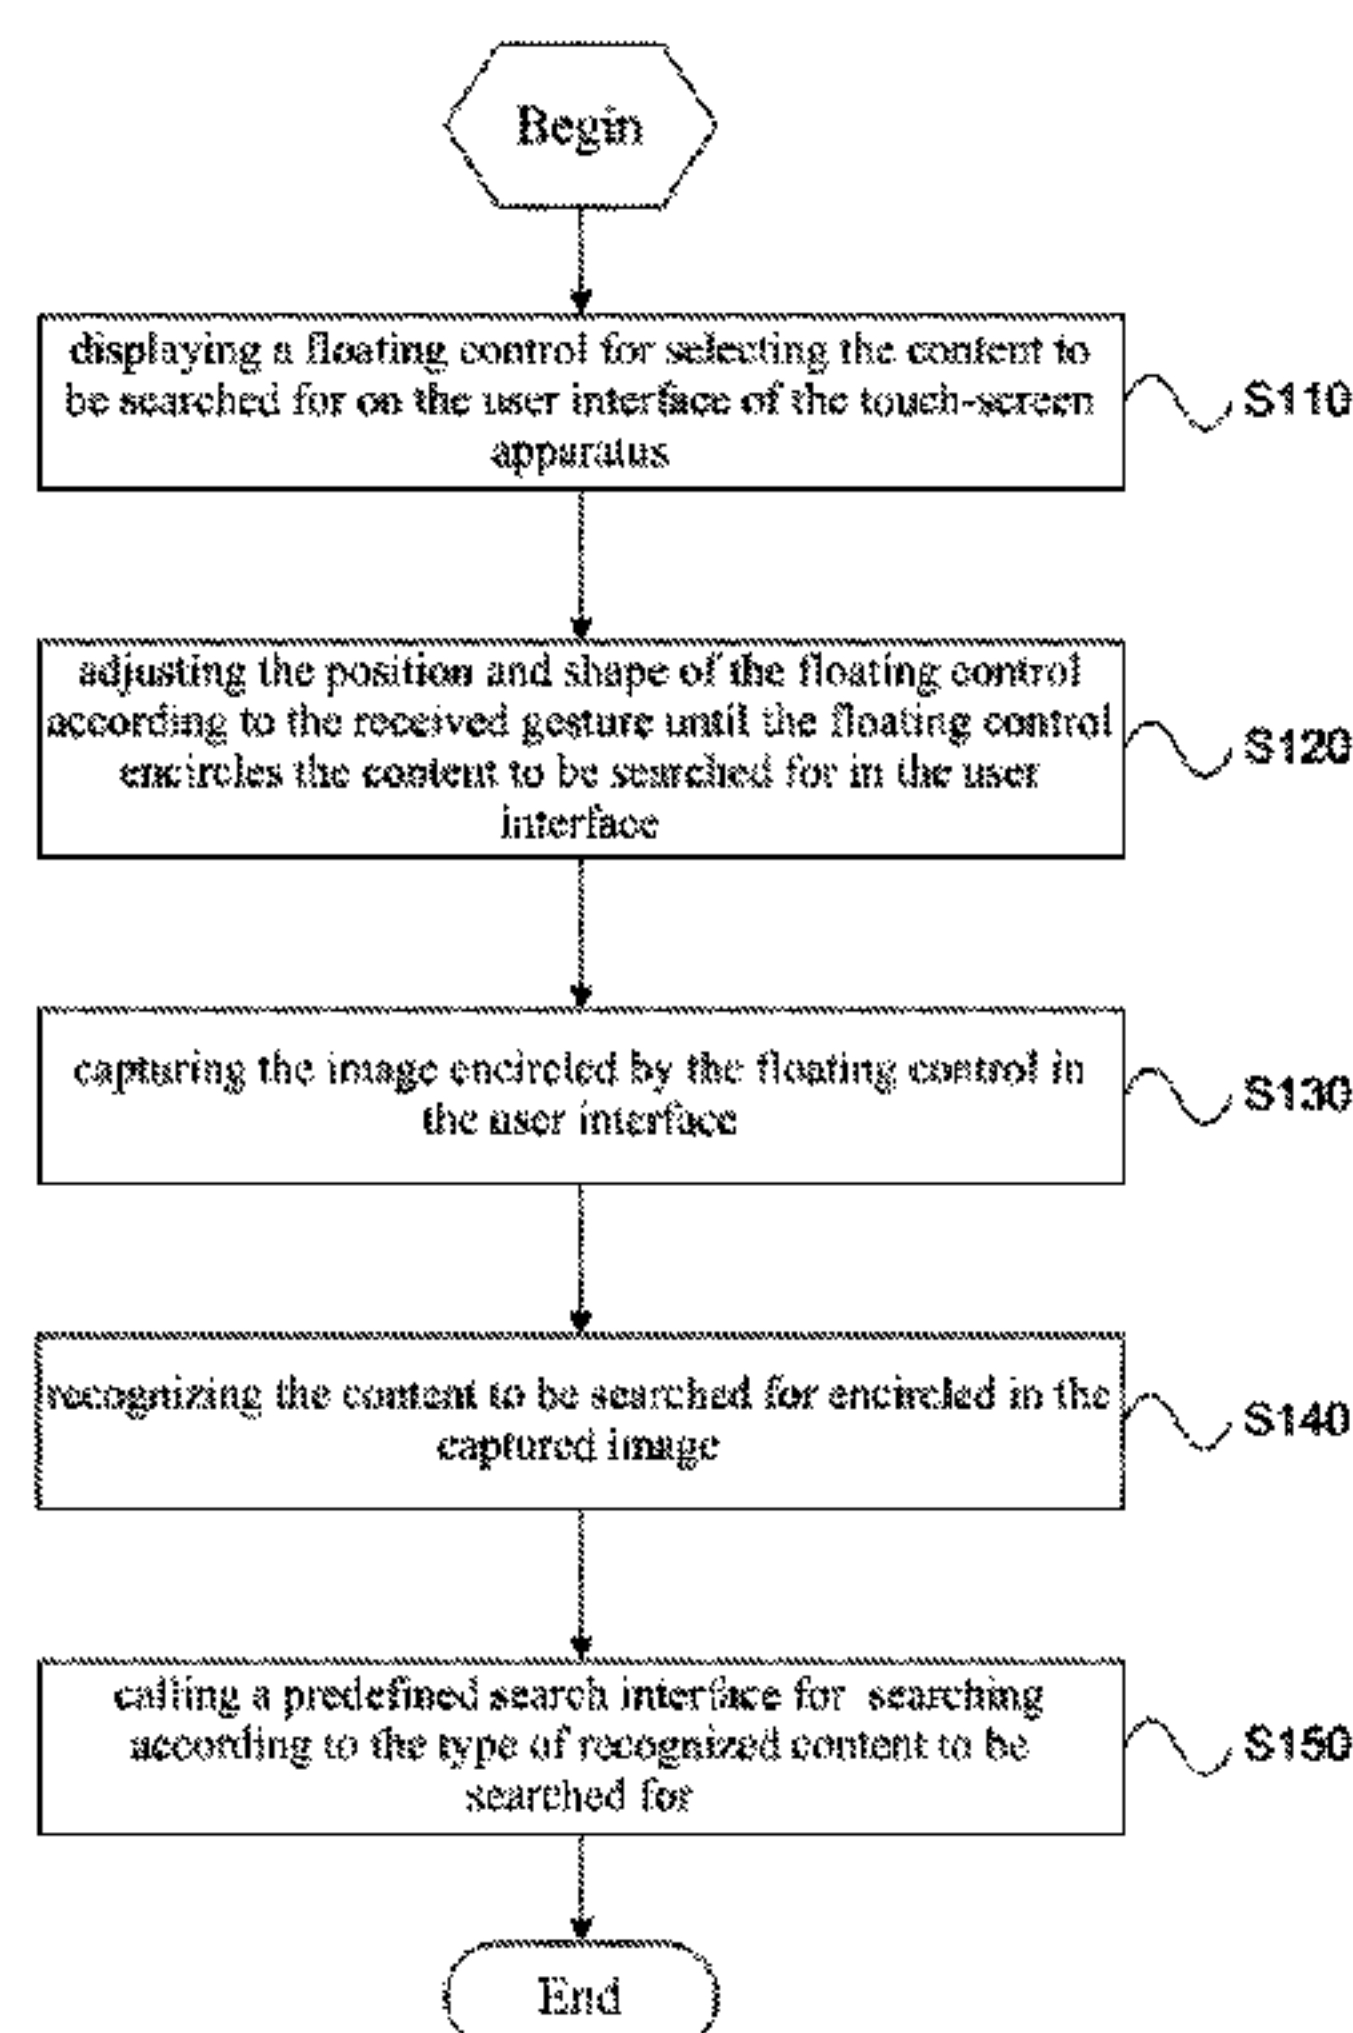 Begin
displaying a floating control for selecting the content to
be searched for on the user interface of the touch-screen
apparatus
S110
adjusting the position and shape of the floating control
according to the received gesture until the floating control
encircles the content to be searched for in the user
interface
S120
capturing the image encircled by the floating control in
the user interface
S130
recognizing the content to be searched for encircled in the
captured image
S140
calling a predefined search interface for searching
according to the type of recognized content to be
searched for
S150
End